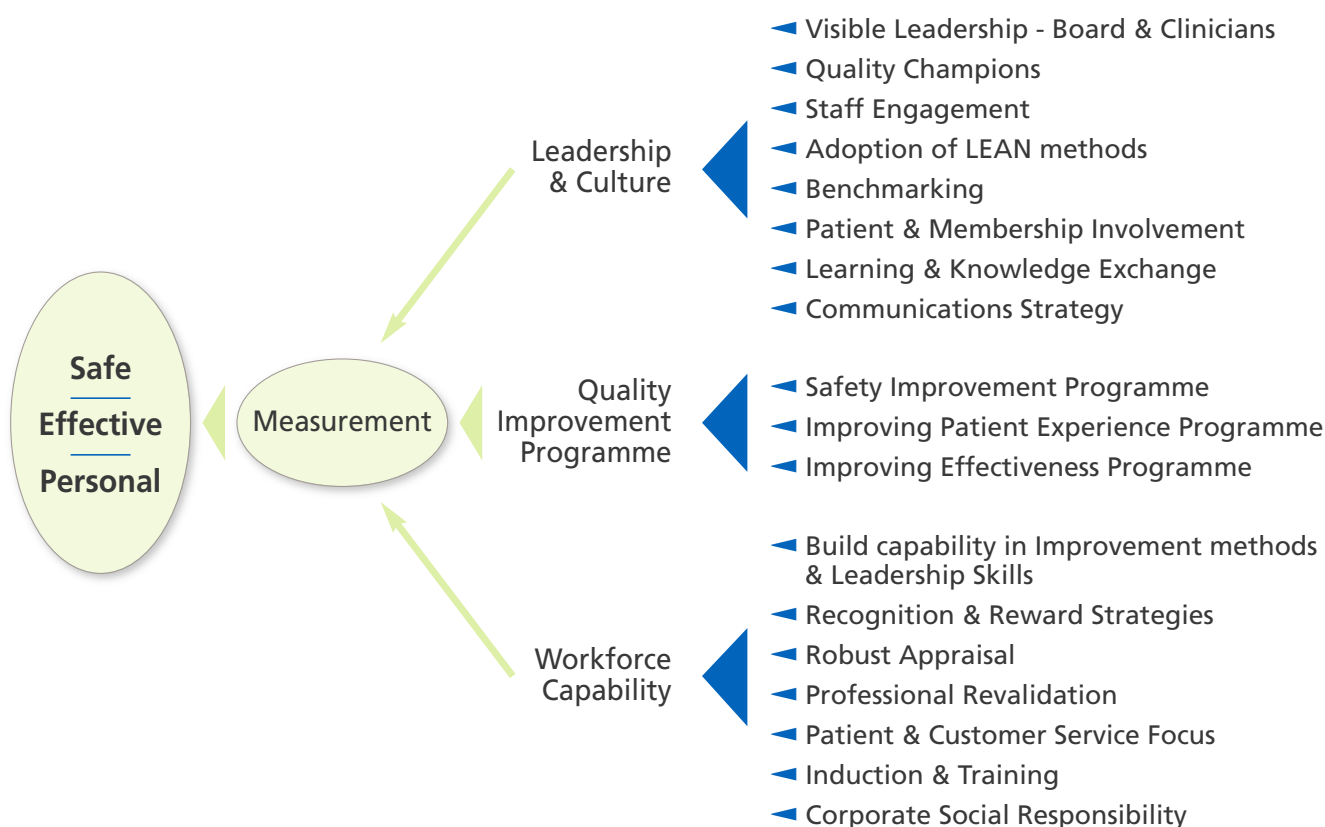 Safe
Effective
Personal
Measurement
Leadership
& Culture
Visible Leadership - Board & Clinicians
Quality Champions
Staff Engagement
Adoption of LEAN methods
Benchmarking
Patient & Membership Involvement
Learning & Knowledge Exchange
Communications Strategy
Quality
Improvement
Programme
Safety Improvement Programme
Improving Patient Experience Programme
Improving Effectiveness Programme
Workforce
Capability
Build capability in Improvement methods
& Leadership Skills
Recognition & Reward Strategies
Robust Appraisal
Professional Revalidation
Patient & Customer Service Focus
Induction & Training
Corporate Social Responsibility